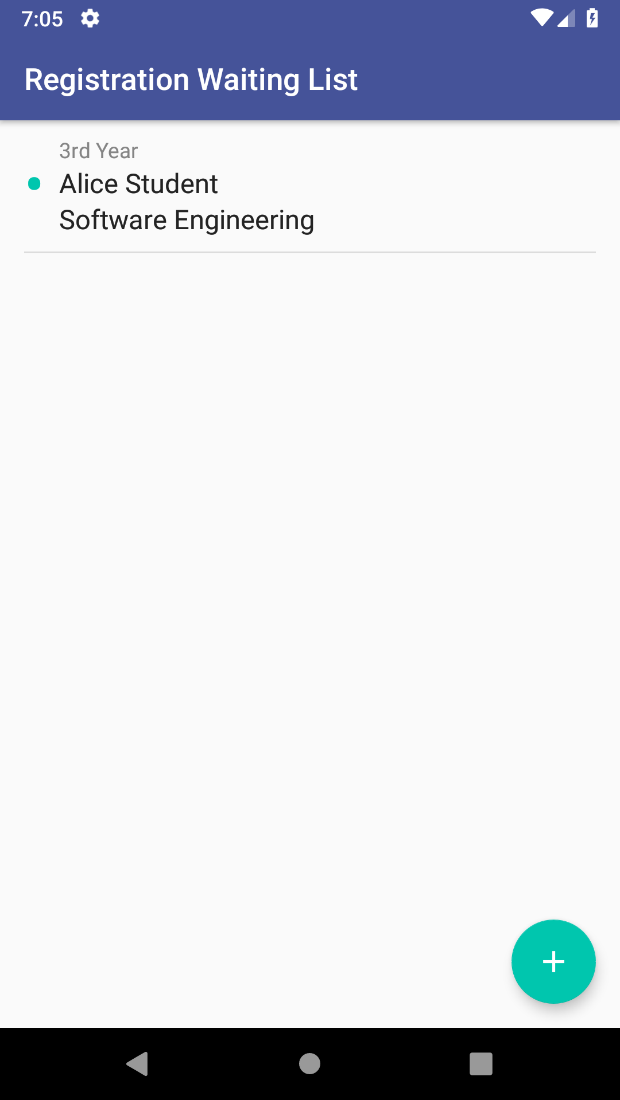 7:05
Registration Waiting List
3rd Year
Alice Student
Software Engineering